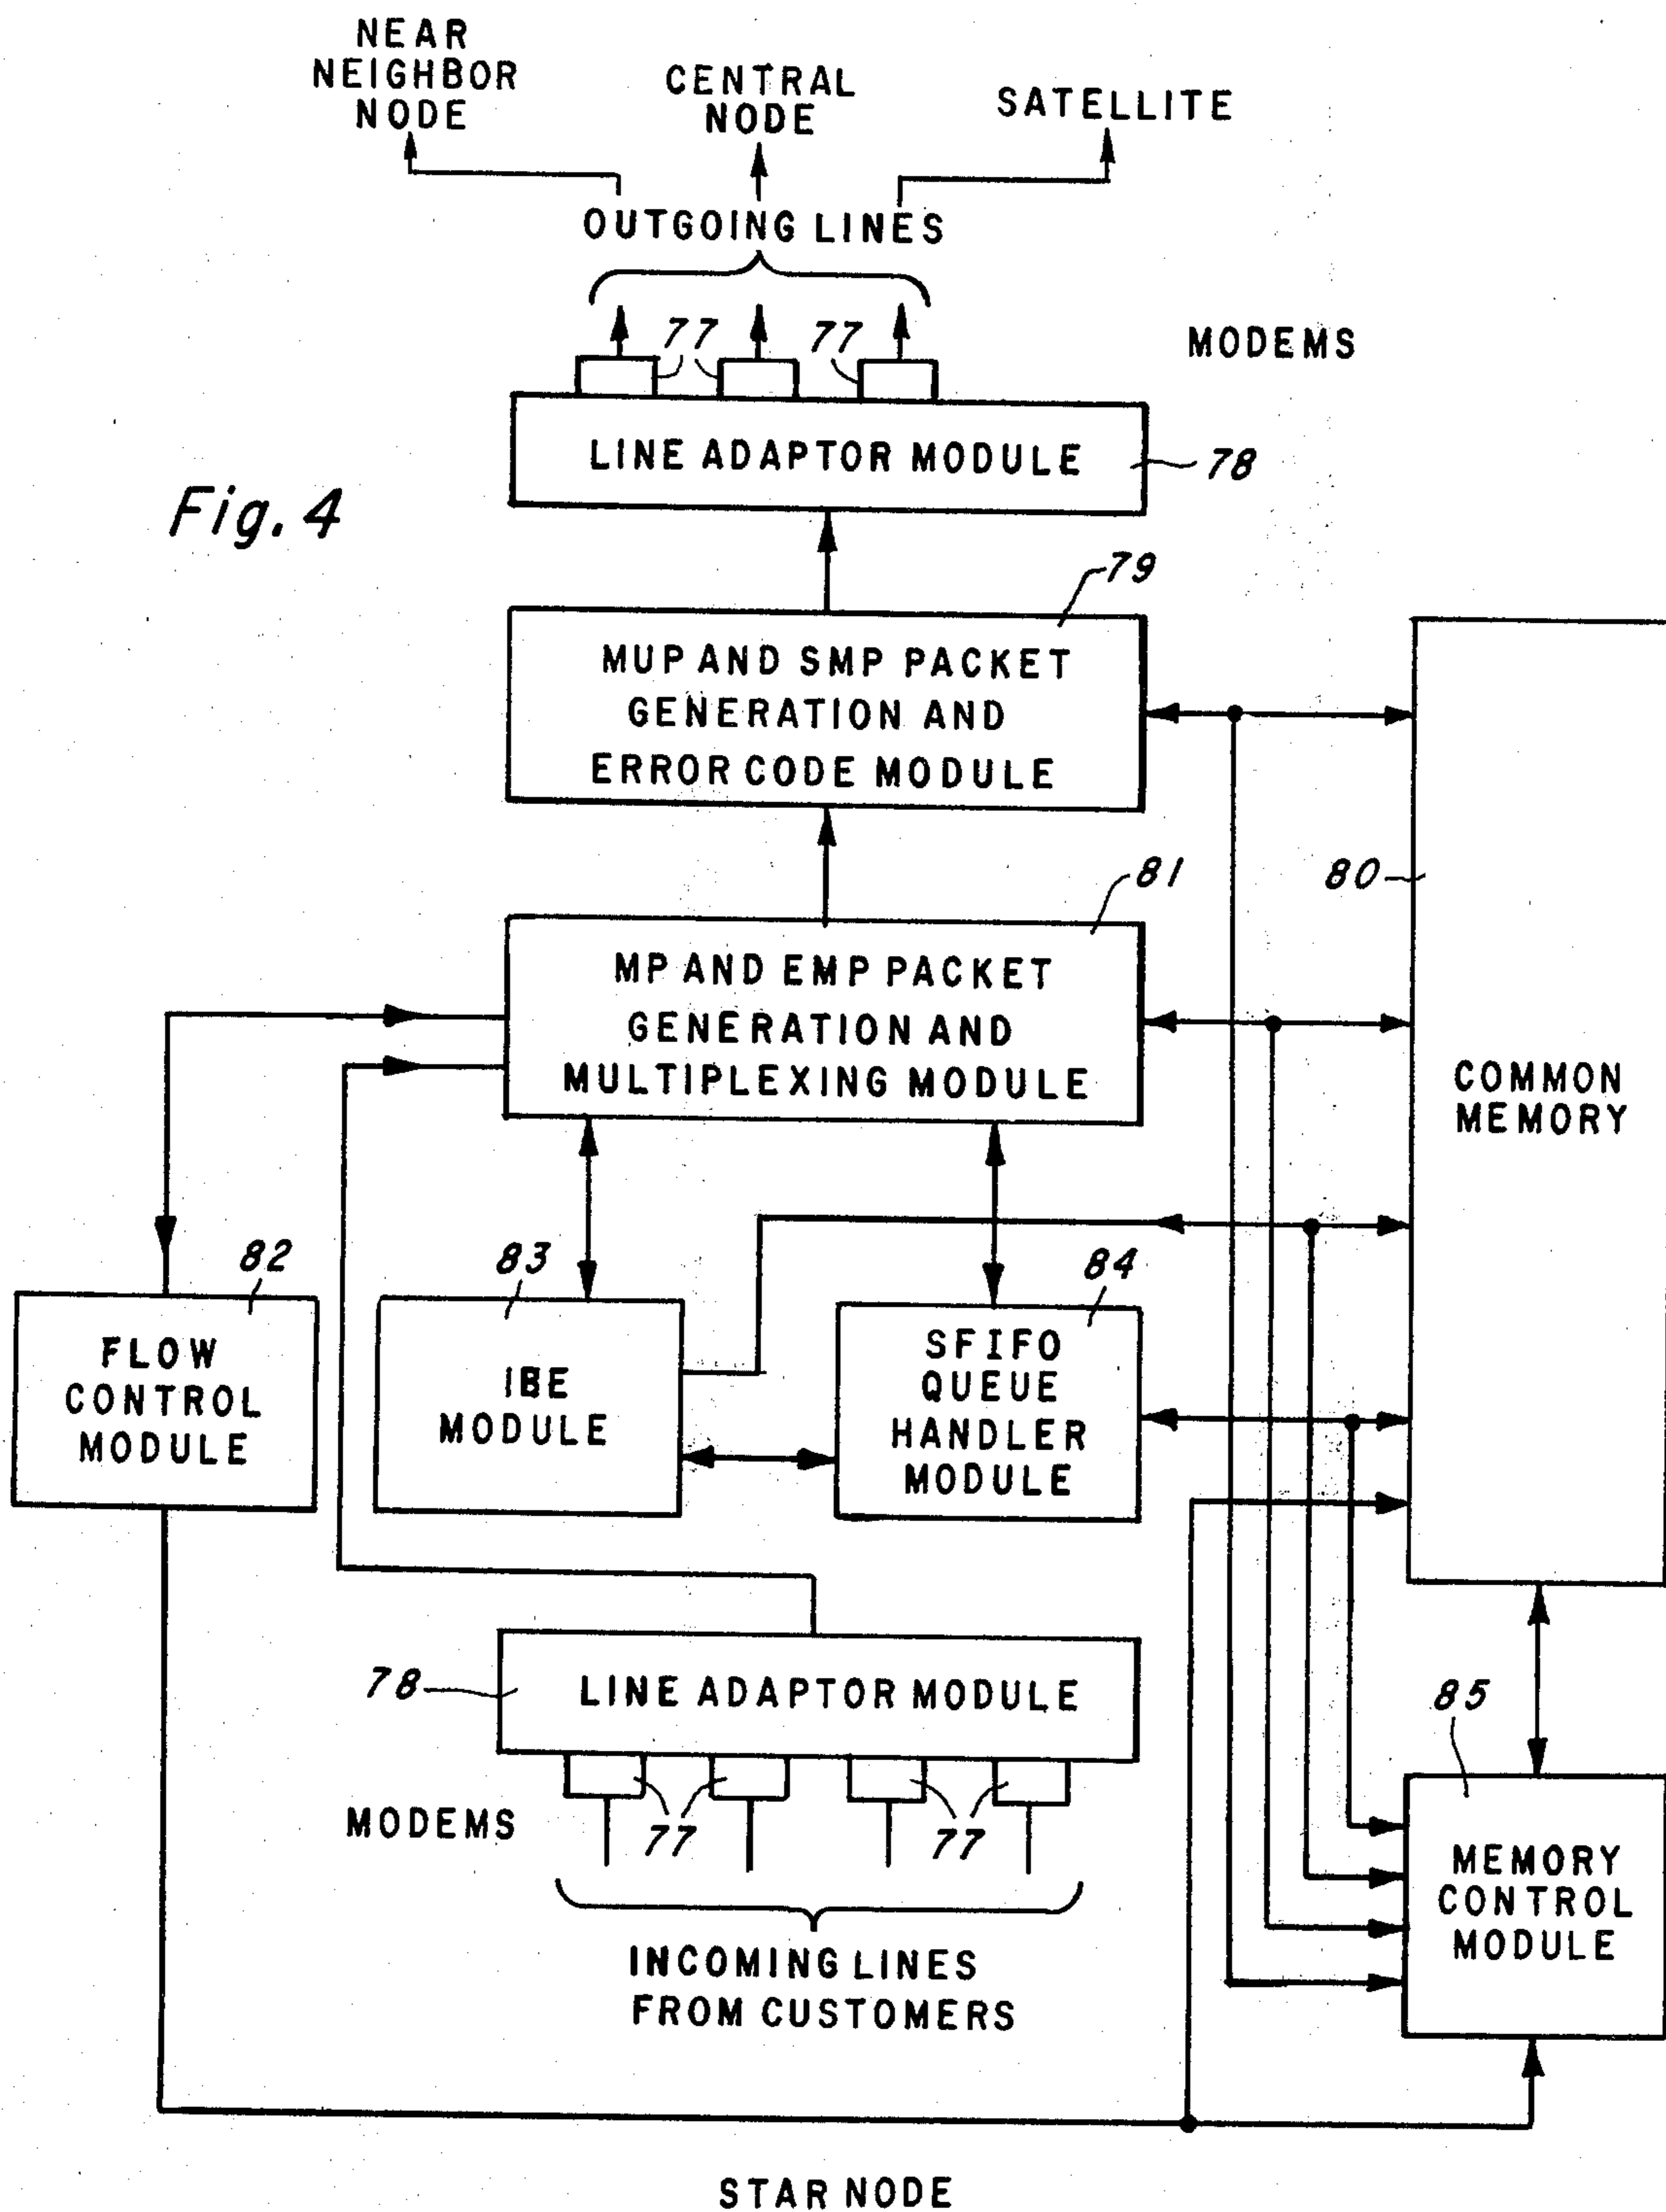 NEAR
NEIGHBOR
NODE
CENTRAL
NODE
SATELLITE
OUTGOING LINES
77
77
MODEMS
LINE ADAPTOR MODULE
78
Fig. 4
79
MUP AND SMP PACKET
GENERATION AND
ERROR CODE MODULE
81
80
MP AND EMP PACKET
GENERATION AND
MULTIPLEXING MODULE
COMMON
MEMORY
82
83
84
FLOW
CONTROL
MODULE
IBE
MODULE
SFIFO
QUEUE
HANDLER
MODULE
78
LINE ADAPTOR MODULE
85
MODEMS
77
77
MEMORY
CONTROL
MODULE
INCOMING LINES
FROM CUSTOMERS
STAR NODE